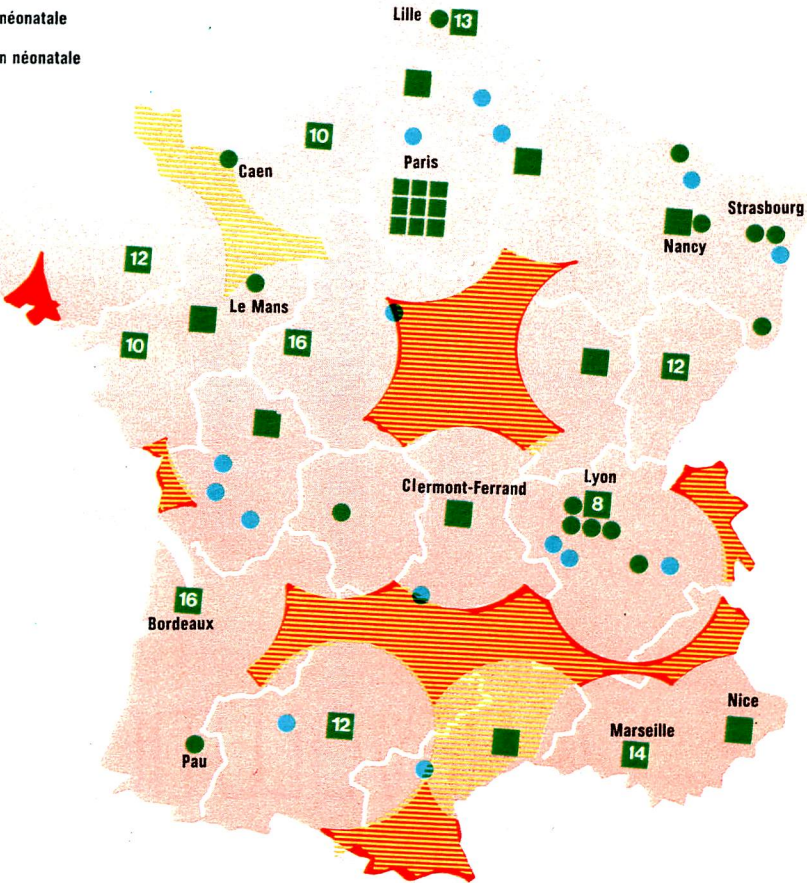 néonatale
n néonatale
Lille
13
10
Paris
Caen
Strasbourg
Nancy
12
Le Mans
10
16
12
Clermont-Ferrand
Lyon
8
16
Bordeaux
Nice
12
Marseille
14
Pau